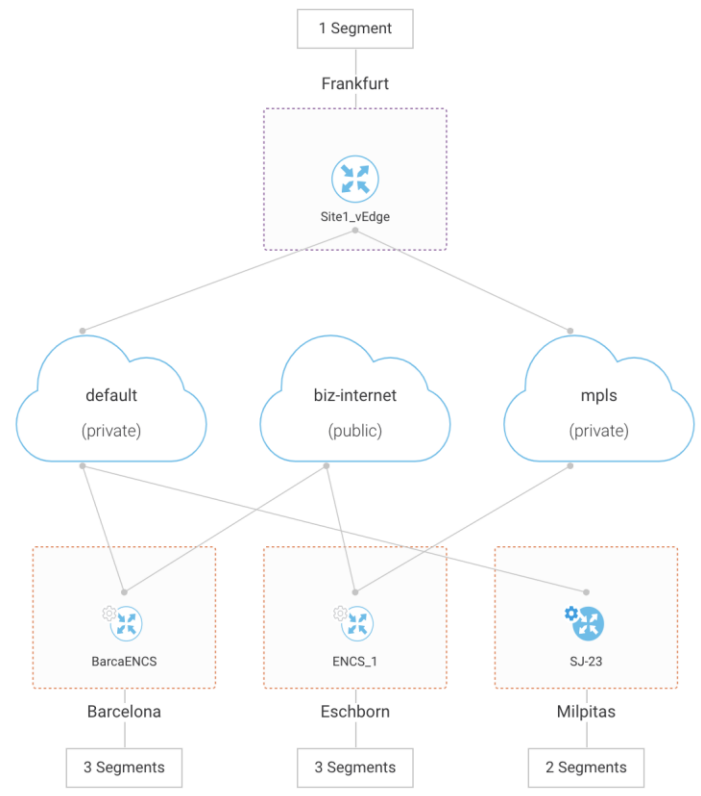 1 Segment
Frankfurt
Site1_vEdge
default
(private)
biz-internet
(public)
mpls
(private)
BarcaENCS
ENCS_1
SJ-23
Barcelona
Eschborn
Milpitas
3 Segments
3 Segments
2 Segments